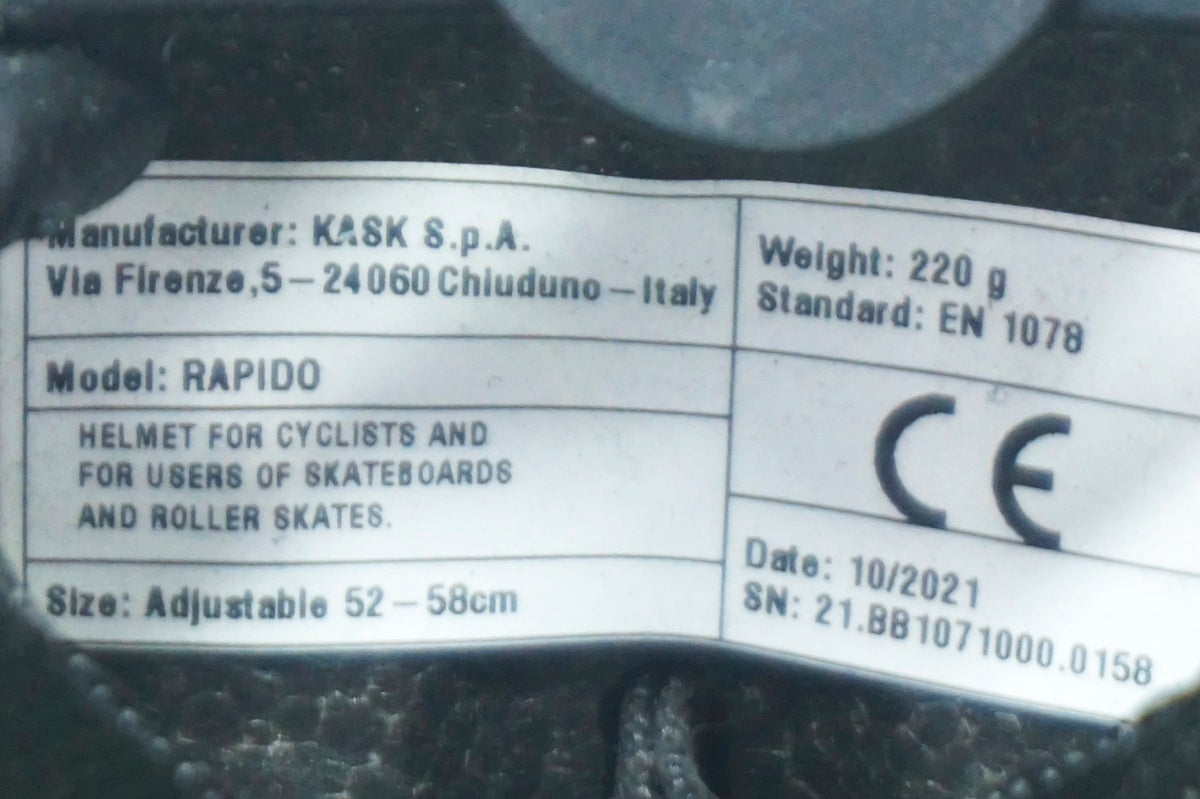 Manufacturer: KASK S.p.A.
Via Firenze,5 – 24060 Chiuduno – Italy
Model: RAPIDO
HELMET FOR CYCLISTS AND
FOR USERS OF SKATEBOARDS
AND ROLLER SKATES.
Size: Adjustable 52 – 58cm
Weight: 220 g
Standard: EN 1078
CE
Date: 10/2021
SN: 21.BB1071000.0158